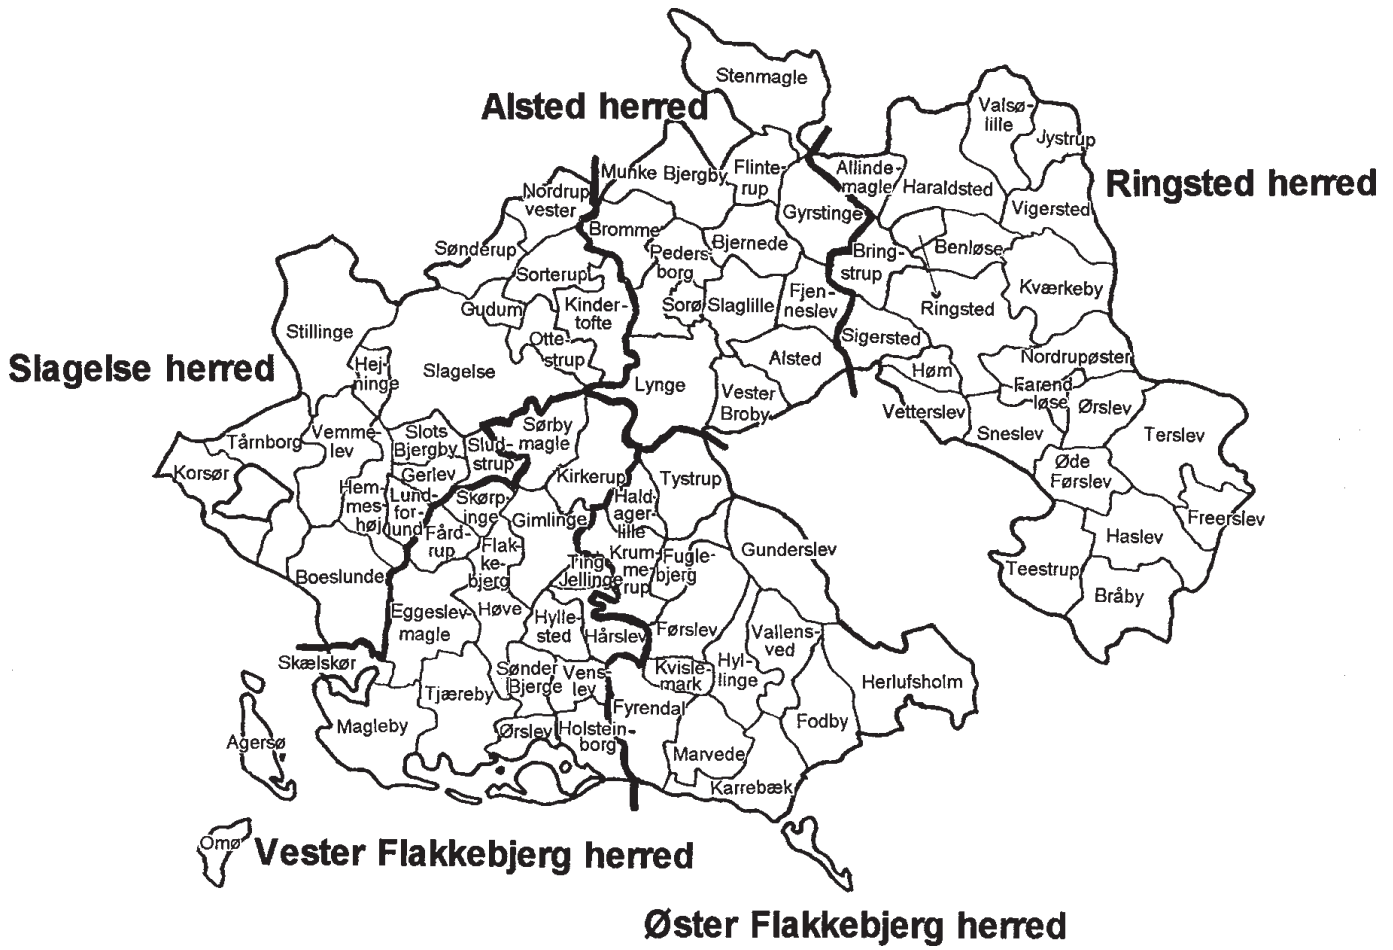 Stenmagle
Alsted herred
Valsø-
lille
Jystrup
Munke Bjergby
Flinte-
rup
Allinde-
magle
Haraldsted
Ringsted herred
Nordrup
vester
Gyrstinge
Vigersted
Bromme
Sønderup
Peders
borg
Bjernede
Bring-
strup
Benløse
Sorterup
Gudum
Kinder-
tofte
Sorø
Slaglille
Fjen-
neslev
Ringsted
Kværkeby
Stillinge
Otte-
strup
Sigersted
Slagelse herred
Hej-
ninge
Slagelse
Lynge
Alsted
Høm
Nordrupøster
Vester
Broby
Farend
løse
Ørslev
Vetterslev
Sneslev
Terslev
Tårnborg
Vemme-
lev
Slots
Bjergby
Slud-
strup
Sørby
magle
Korsør
Gerlev
Kirkerup
Tystrup
Øde
Førslev
Hem-
mes-
høj
Lund-
for-
lund
Skørp-
inge
Gimlinge
Hald-
ager-
lille
Freerslev
Fård-
rup
Flak-
ke-
bjerg
Haslev
Boeslunde
Ting
Jellinge
Krum-
me-
rup
Fugle-
bjerg
Gunderslev
Teestrup
Bråby
Eggeslev-
magle
Høve
Hylle-
sted
Hårslev
Førslev
Vallens-
ved
Skælskør
Tjæreby
Sønder
Bjerge
Vens-
lev
Kvisle-
mark
Hyl-
linge
Herlufsholm
Magleby
Ørslev
Holstein-
borg
Fyrendal
Fodby
Agersø
Marvede
Karrebæk
Omø
Vester Flakkebjerg herred
Øster Flakkebjerg herred